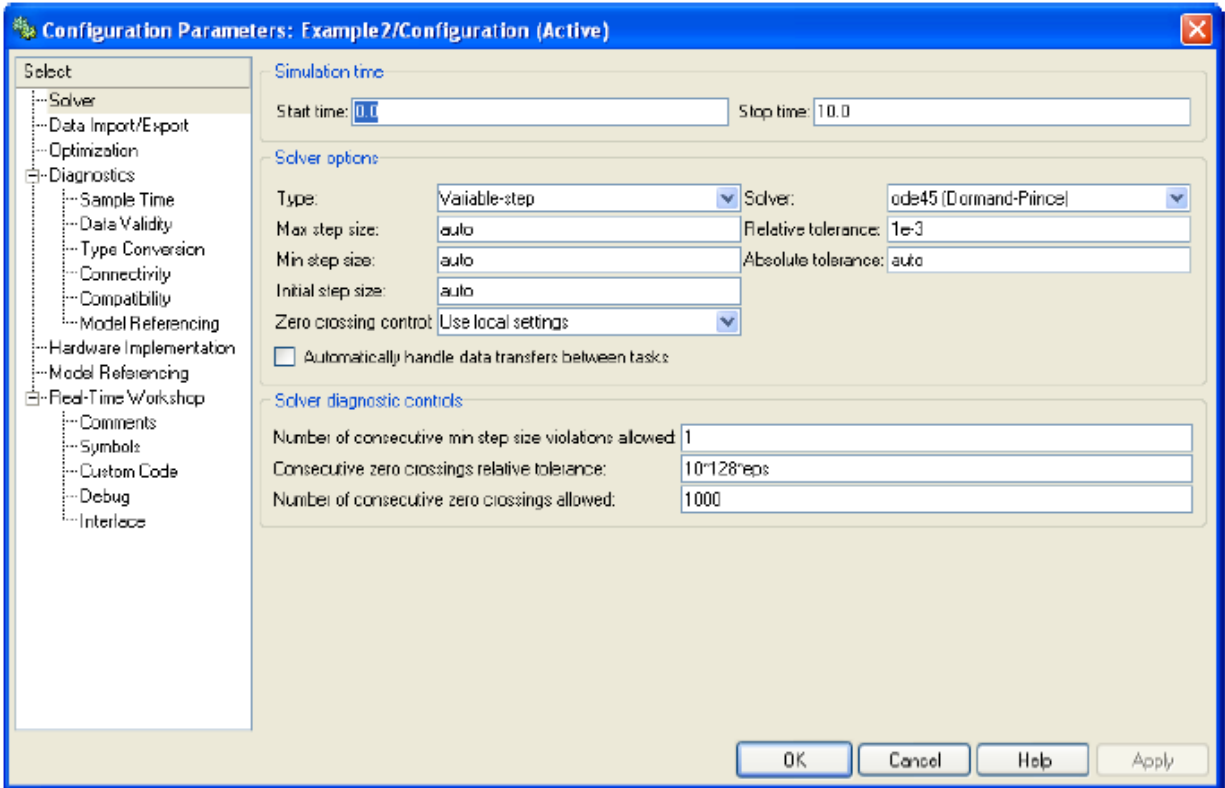 Configuration Parameters: Example2/Configuration (Active)
Select
Solver
Data Import/Export
Optimization
Diagnostics
Sample Time
Data Validity
Type Conversion
Connectivity
Compatibility
Model Referencing
Hardware Implementation
Model Referencing
Real-Time Workshop
Comments
Symbols
Custom Code
Debug
Interface
Simulation time
Start time: 0.0 Stop time: 10.0
Solver options
Type: Variable-step Solver: ode45 (Dormand-Prince)
Max step size: auto Relative tolerance: 1e-3
Min step size: auto Absolute tolerance: auto
Initial step size: auto
Zero crossing control: Use local settings
Automatically handle data transfers between tasks
Solver diagnostic controls
Number of consecutive min step size violations allowed: 1
Consecutive zero crossings relative tolerance: 10*128*eps
Number of consecutive zero crossings allowed: 1000
OK Cancel Help Apply